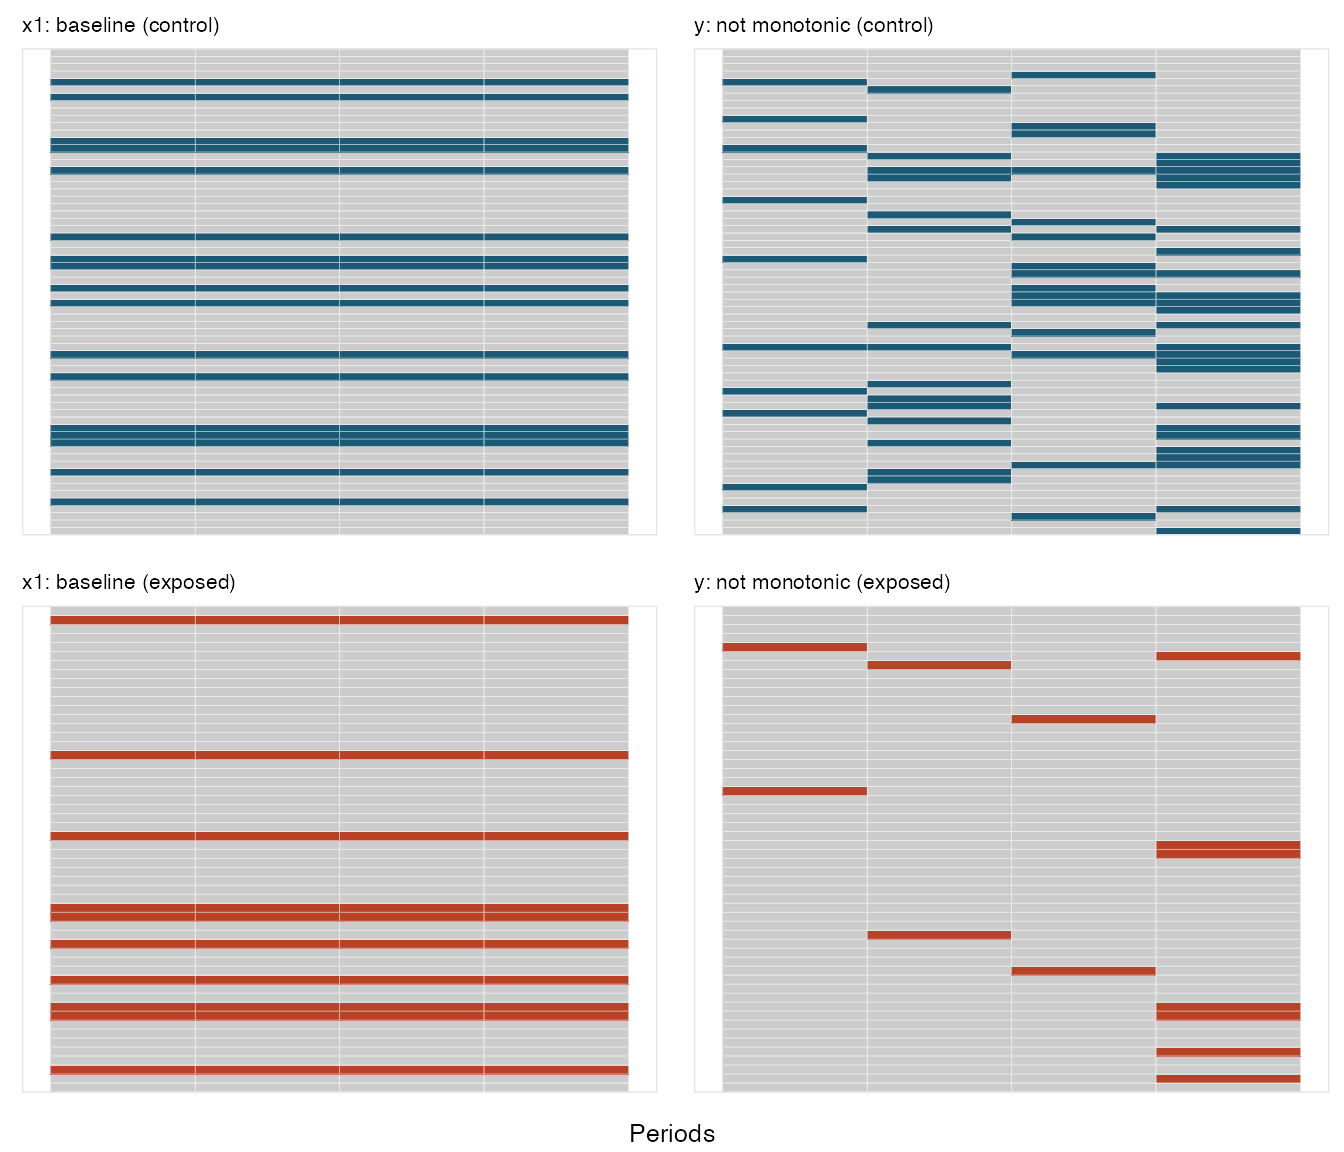 x1: baseline (control)
y: not monotonic (control)
x1: baseline (exposed)
y: not monotonic (exposed)
Periods